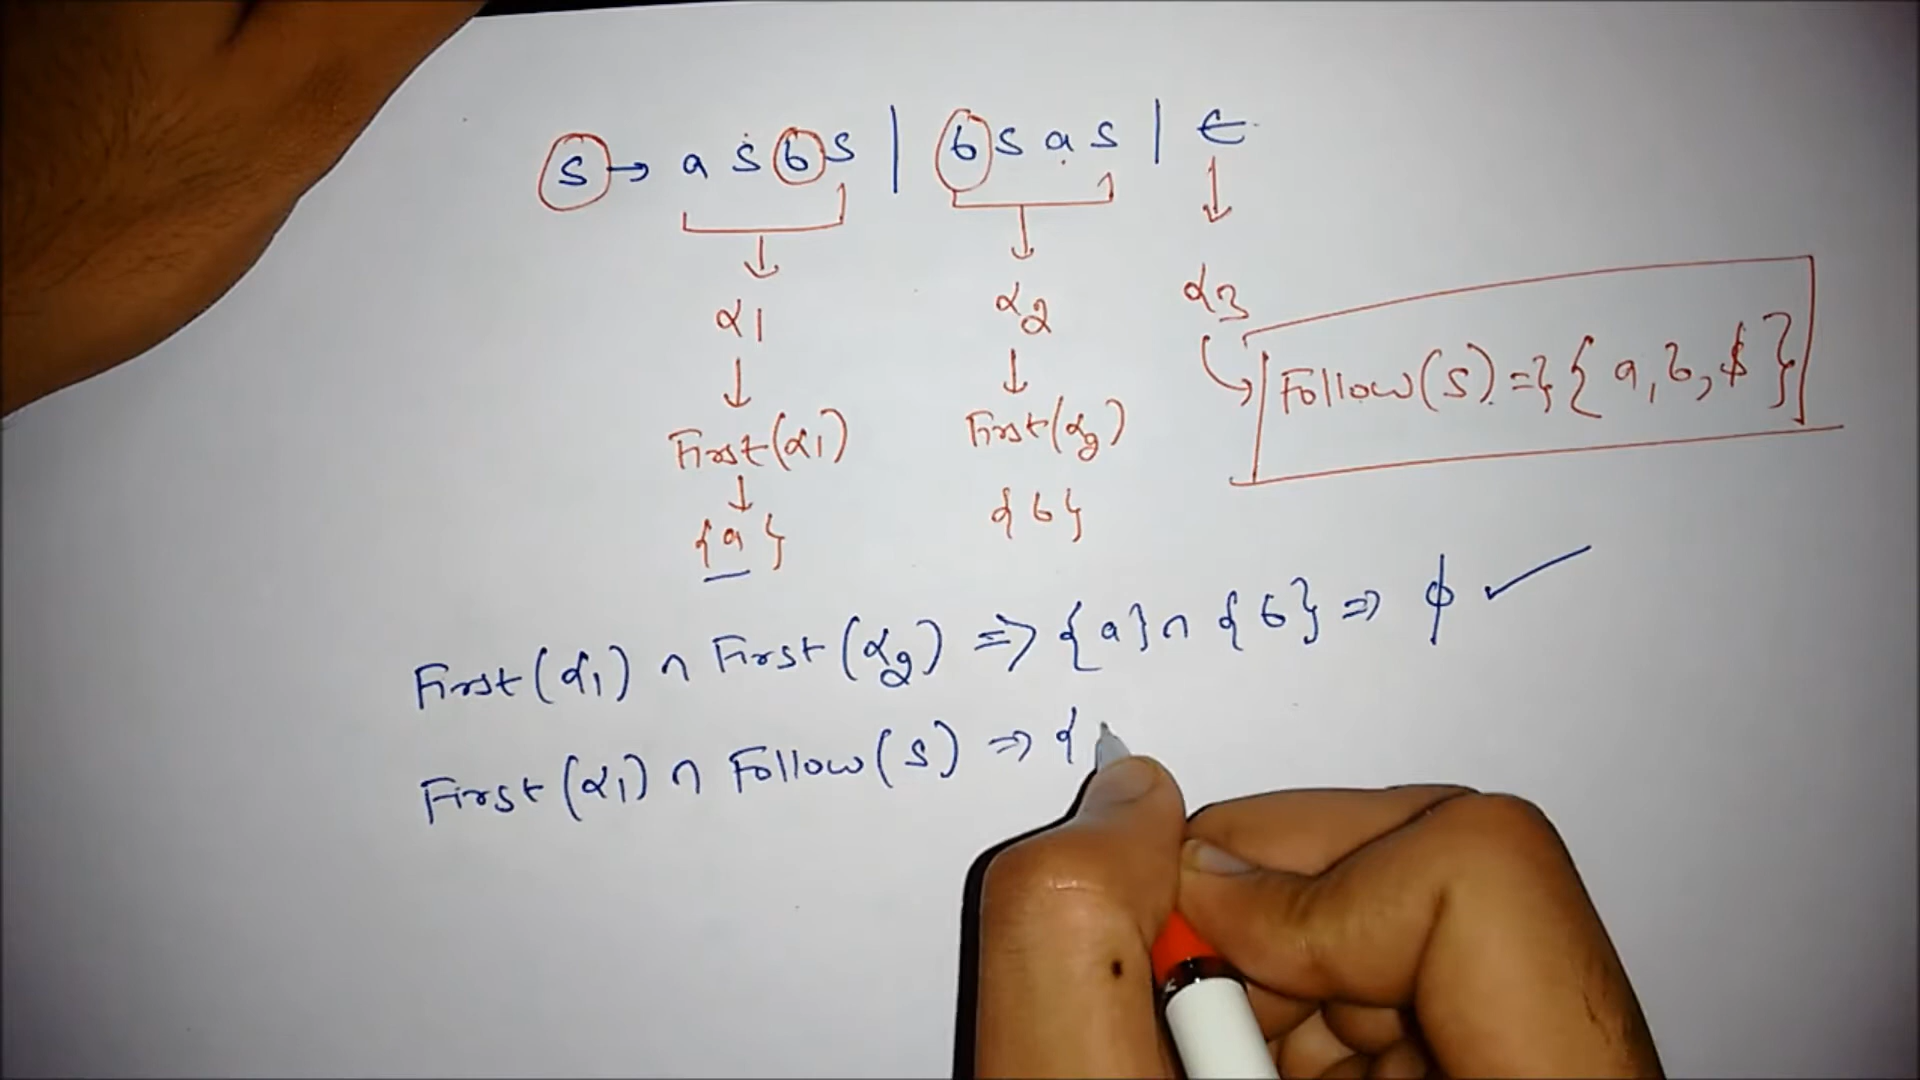 S → a S b S | b S a S | ε
α1 α2 α3
First(α1) First(α2) Follow(S) => { a, b, $ }
{a} { b }
First(α1) ∩ First(α2) => {a} ∩ { b } => ϕ ✓
First(α1) ∩ Follow(S) => {